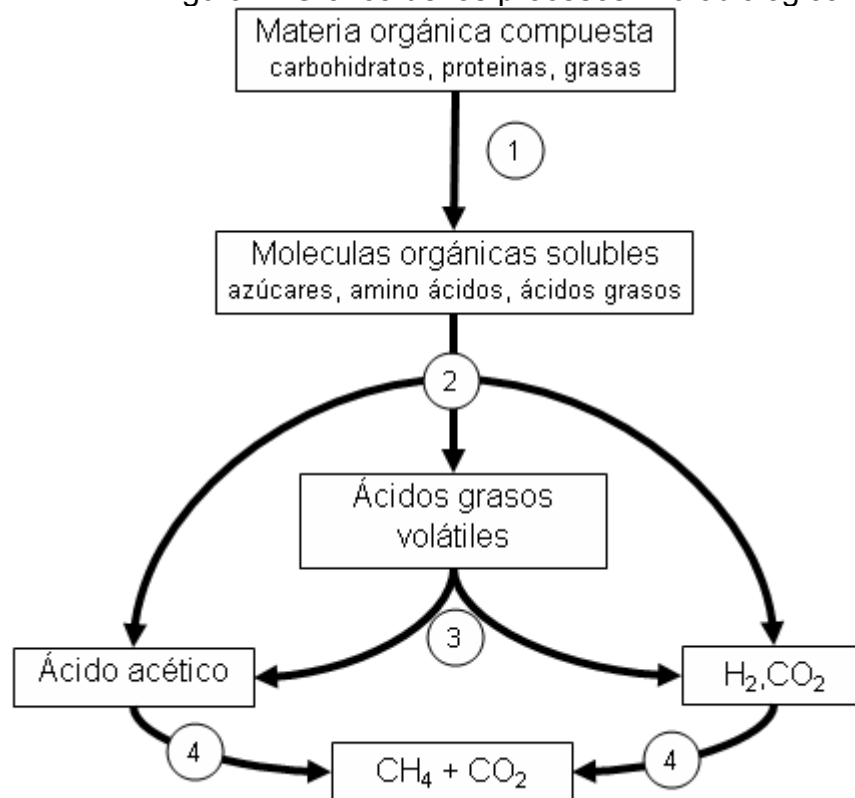 Materia orgánica compuesta
carbohidratos, proteinas, grasas
1
Moleculas orgánicas solubles
azúcares, amino ácidos, ácidos grasos
2
Ácidos grasos
volátiles
3
Ácido acético
H₂,CO₂
4
4
CH₄ + CO₂